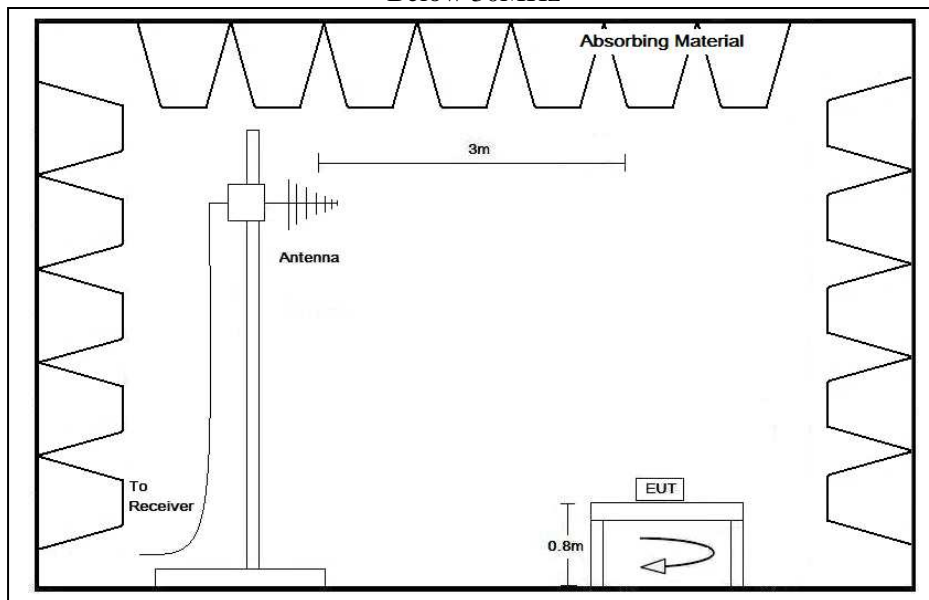 Absorbing Material
3m
Antenna
To
Receiver
EUT
0.8m